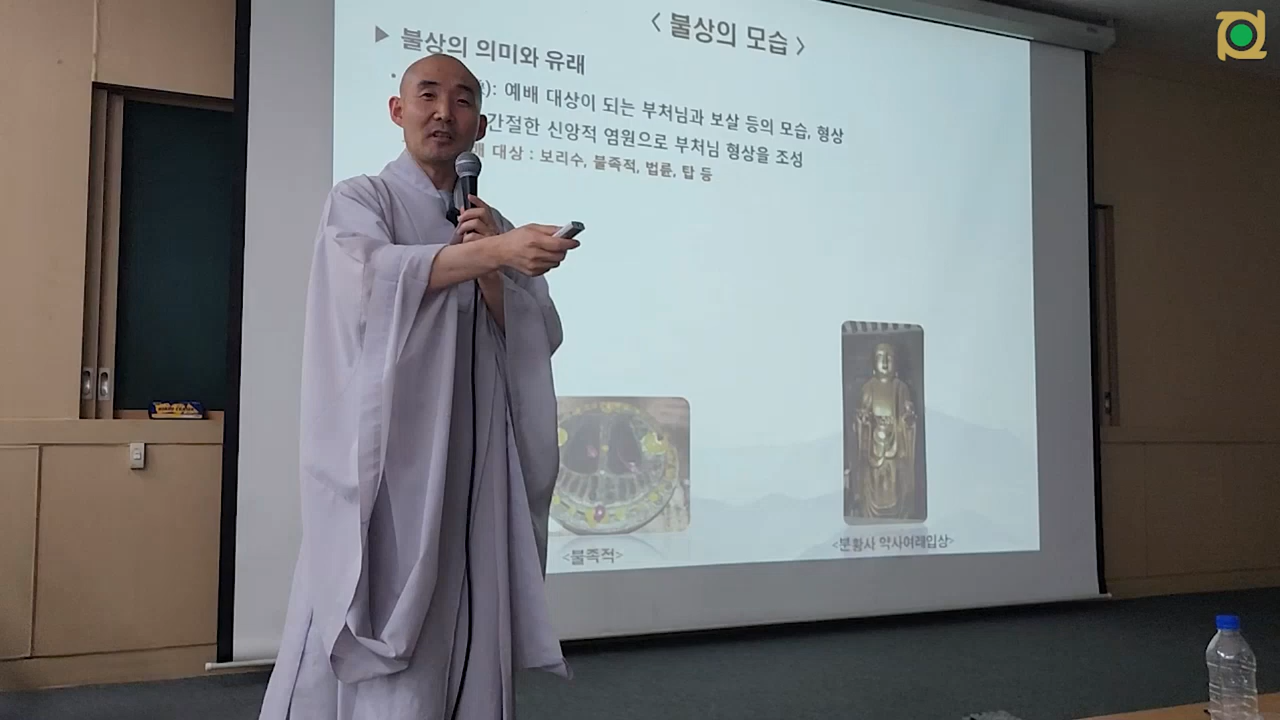 < 불상의 모습 >
▶ 불상의 의미와 유래
): 예배 대상이 되는 부처님과 보살 등의 모습, 형상
간절한 신앙적 염원으로 부처님 형상을 조성
배 대상 : 보리수, 불족적, 법륜, 탑 등
<불족적>
<분황사 약사여래입상>